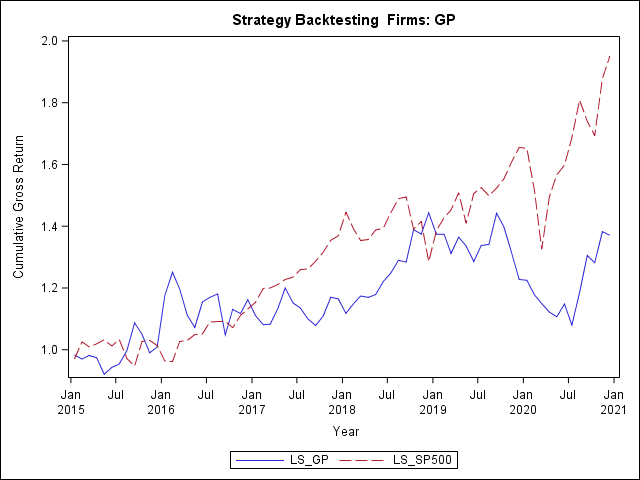 Strategy Backtesting  Firms: GP
Cumulative Gross Return
2.0
1.8
1.6
1.4
1.2
1.0
Jan Jul Jan Jul Jan Jul Jan Jul Jan Jul Jan Jul Jan
2015 2016 2017 2018 2019 2020 2021
Year
LS_GP LS_SP500